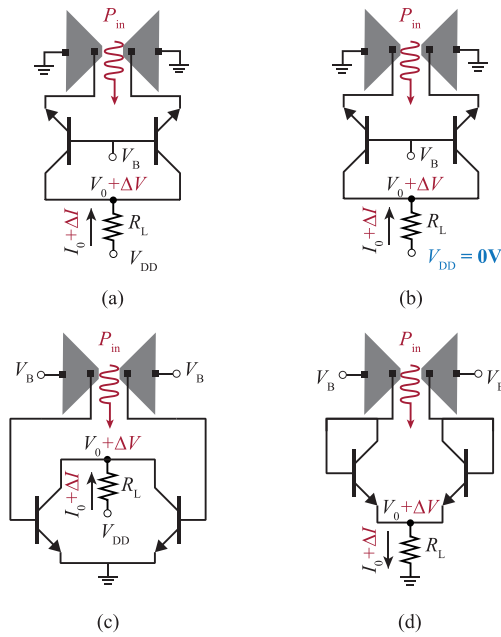 P_in
V_B
V_0+ΔV
I_0+ΔI
R_L
V_DD
(a)
P_in
V_B
V_0+ΔV
I_0+ΔI
R_L
V_DD = 0V
(b)
P_in
V_B
V_B
V_0+ΔV
I_0+ΔI
R_L
V_DD
(c)
P_in
V_B
V_B
V_0+ΔV
I_0+ΔI
R_L
(d)